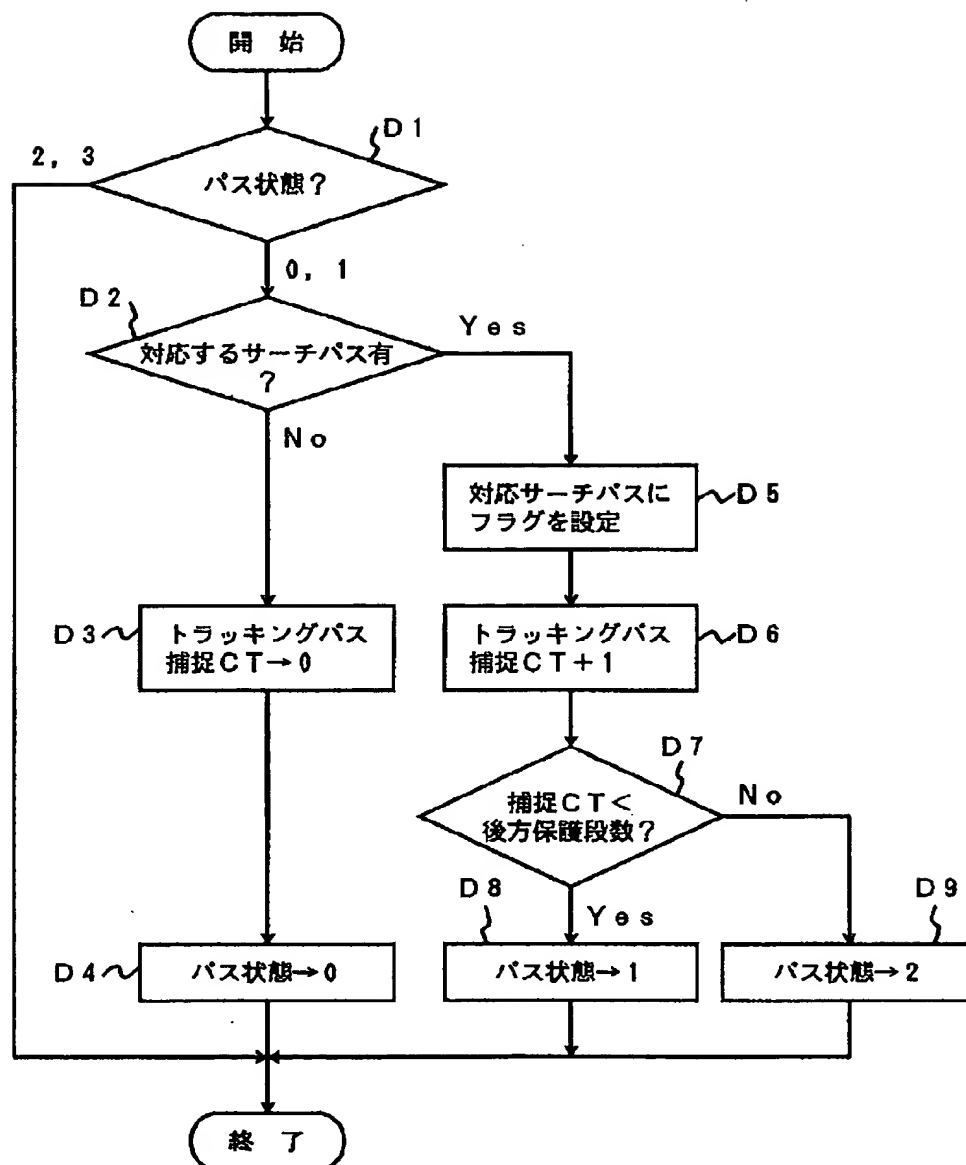 開 始
D1
2, 3
パス状態?
0, 1
D2
Yes
対応するサーチパス有
?
No
対応サーチパスに
フラグを設定
D5
D3
トラッキングパス
捕捉CT→0
トラッキングパス
捕捉CT+1
D6
D7
捕捉CT<
後方保護段数?
No
D8
Yes
D9
D4
パス状態→0
パス状態→1
パス状態→2
終 了